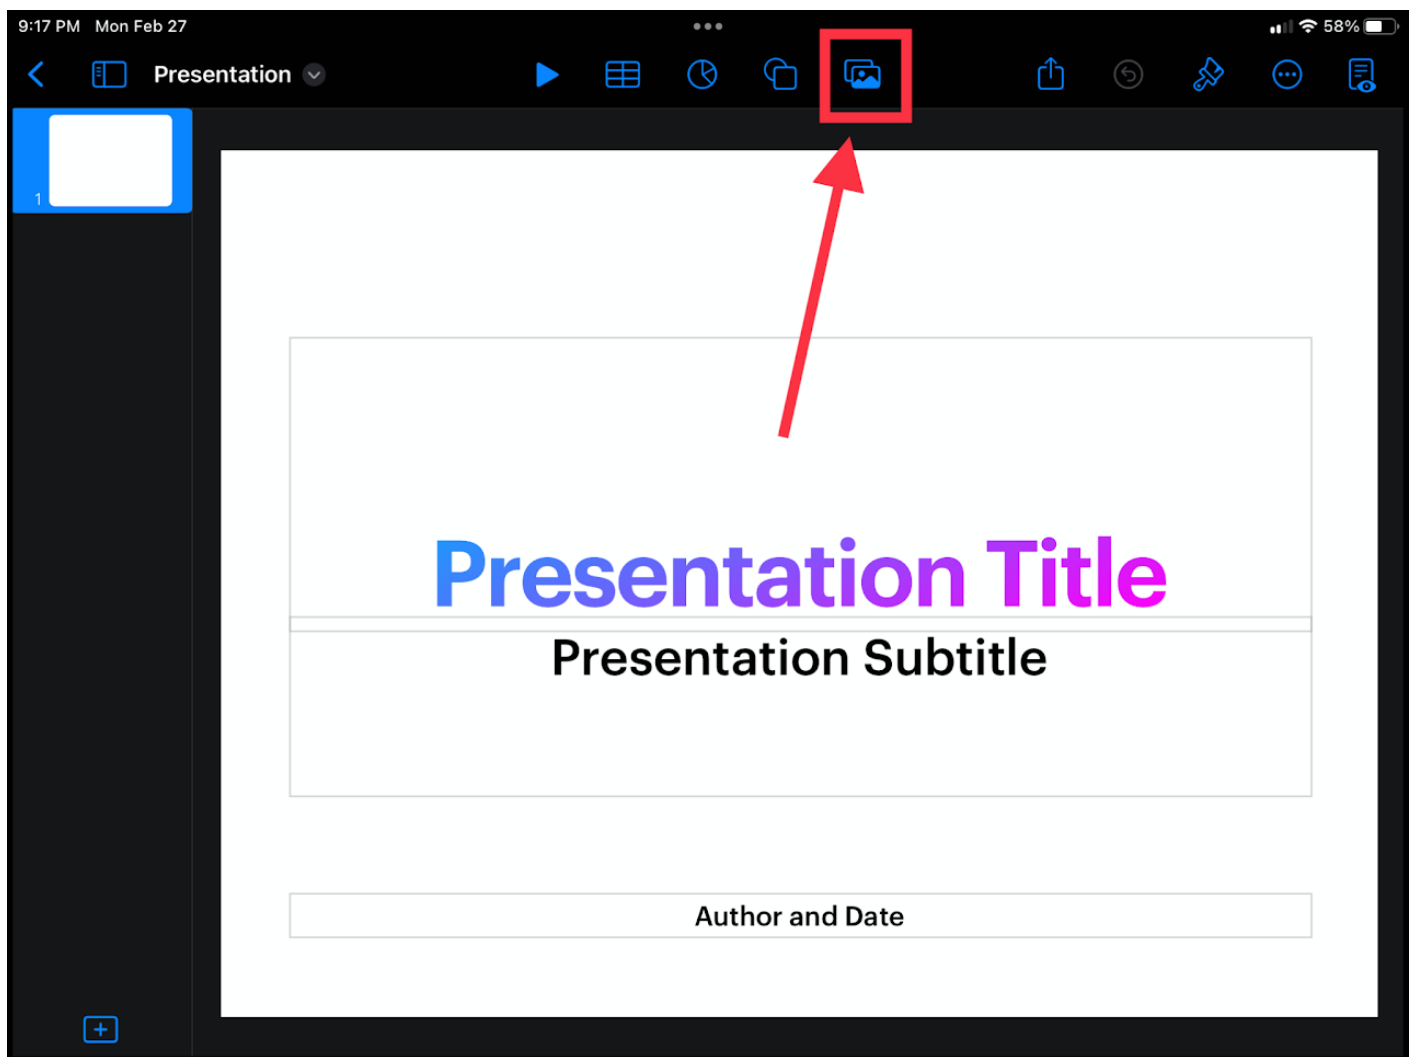 9:17 PM Mon Feb 27
58%
Presentation
1
Presentation Title
Presentation Subtitle
Author and Date